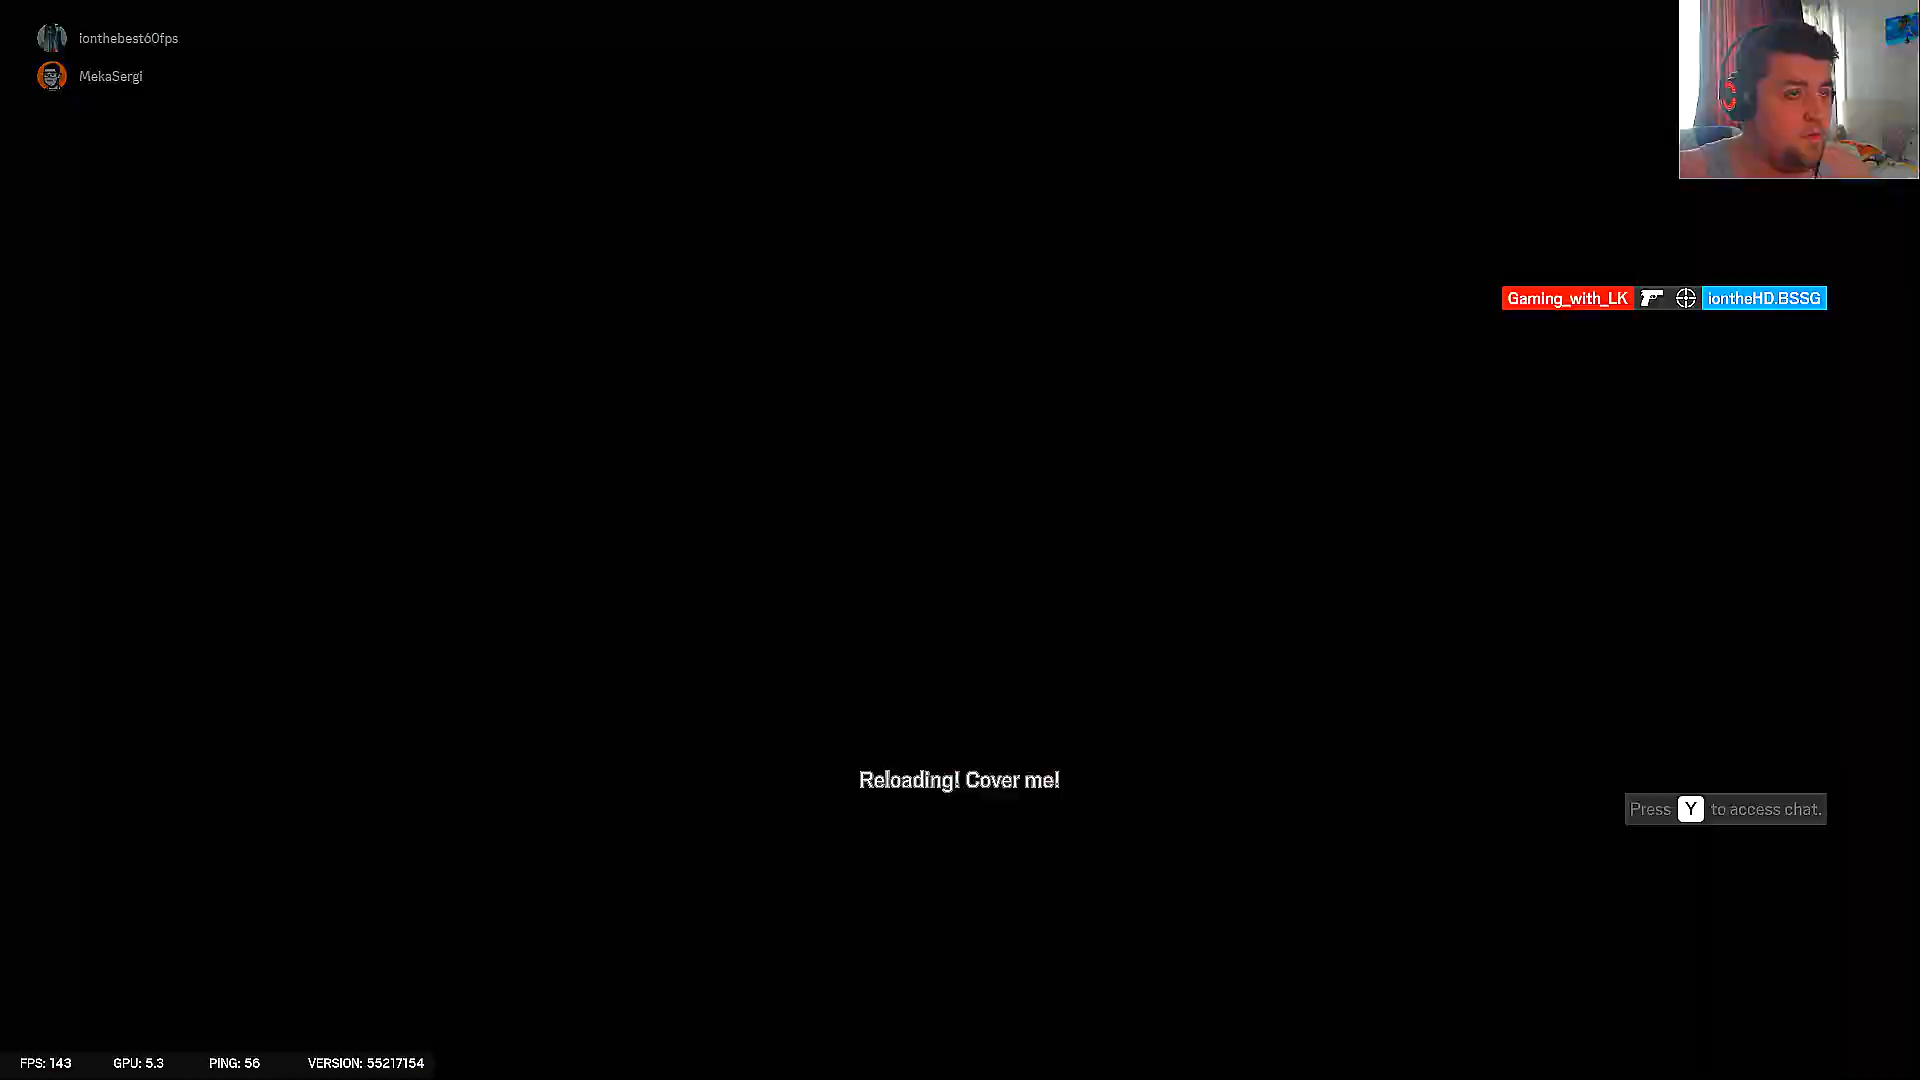 ionthebest60fps
MekaSergi
Gaming_with_LK iontheHD.BSSG
Reloading! Cover me!
Press Y to access chat.
FPS: 143 GPU: 5.3 PING: 56 VERSION: 55217154